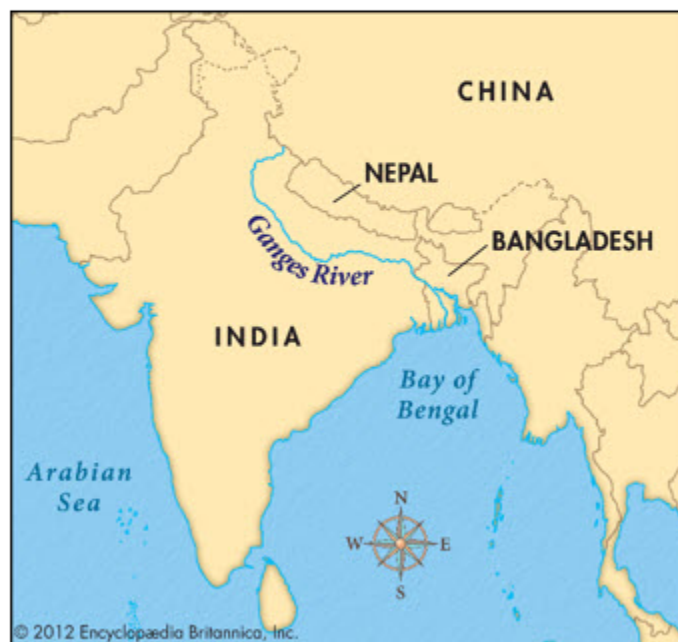 CHINA
NEPAL
BANGLADESH
Ganges River
INDIA
Bay of
Bengal
Arabian
Sea
N
W
E
S
© 2012 Encyclopædia Britannica, Inc.